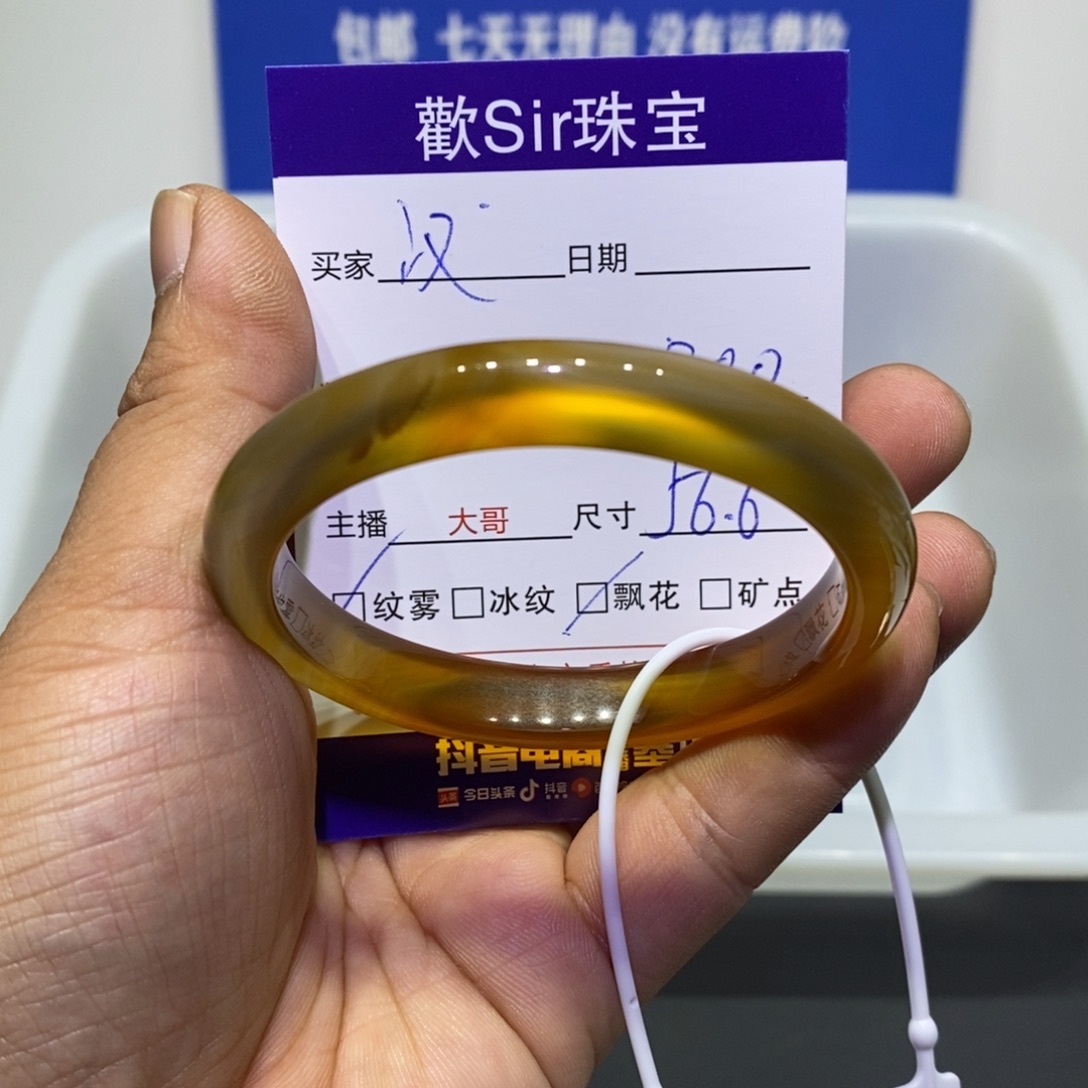 包邮 七天无理由 没有运费险
歡Sir珠宝
买家 汉 日期
主播 大哥 尺寸 56.6
☑纹雾 □冰纹 ☑飘花 □矿点
抖音电商
头条 今日头条 抖音